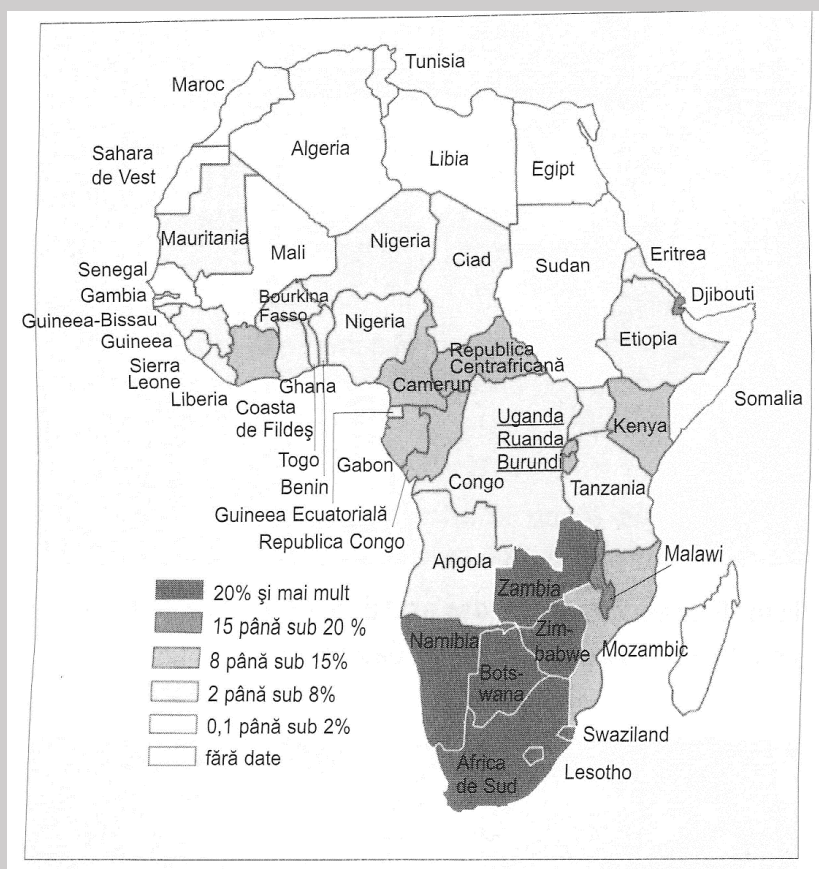 Tunisia
Maroc
Algeria
Libia
Egipt
Sahara
de Vest
Mauritania
Mali
Nigeria
Ciad
Sudan
Eritrea
Senegal
Gambia
Djibouti
Bourkina
Fasso
Guineea-Bissau
Nigeria
Guineea
Etiopia
Republica
Centrafricană
Sierra
Leone
Camerun
Ghana
Liberia
Somalia
Coasta
de Fildeş
Uganda
Kenya
Ruanda
Burundi
Togo
Gabon
Benin
Congo
Tanzania
Guineea Ecuatorială
Republica Congo
Malawi
Angola
Zambia
Namibia
Zim-
babwe
Mozambic
Bots-
wana
Swaziland
Africa
de Sud
Lesotho
20% şi mai mult
15 până sub 20 %
8 până sub 15%
2 până sub 8%
0,1 până sub 2%
fără date